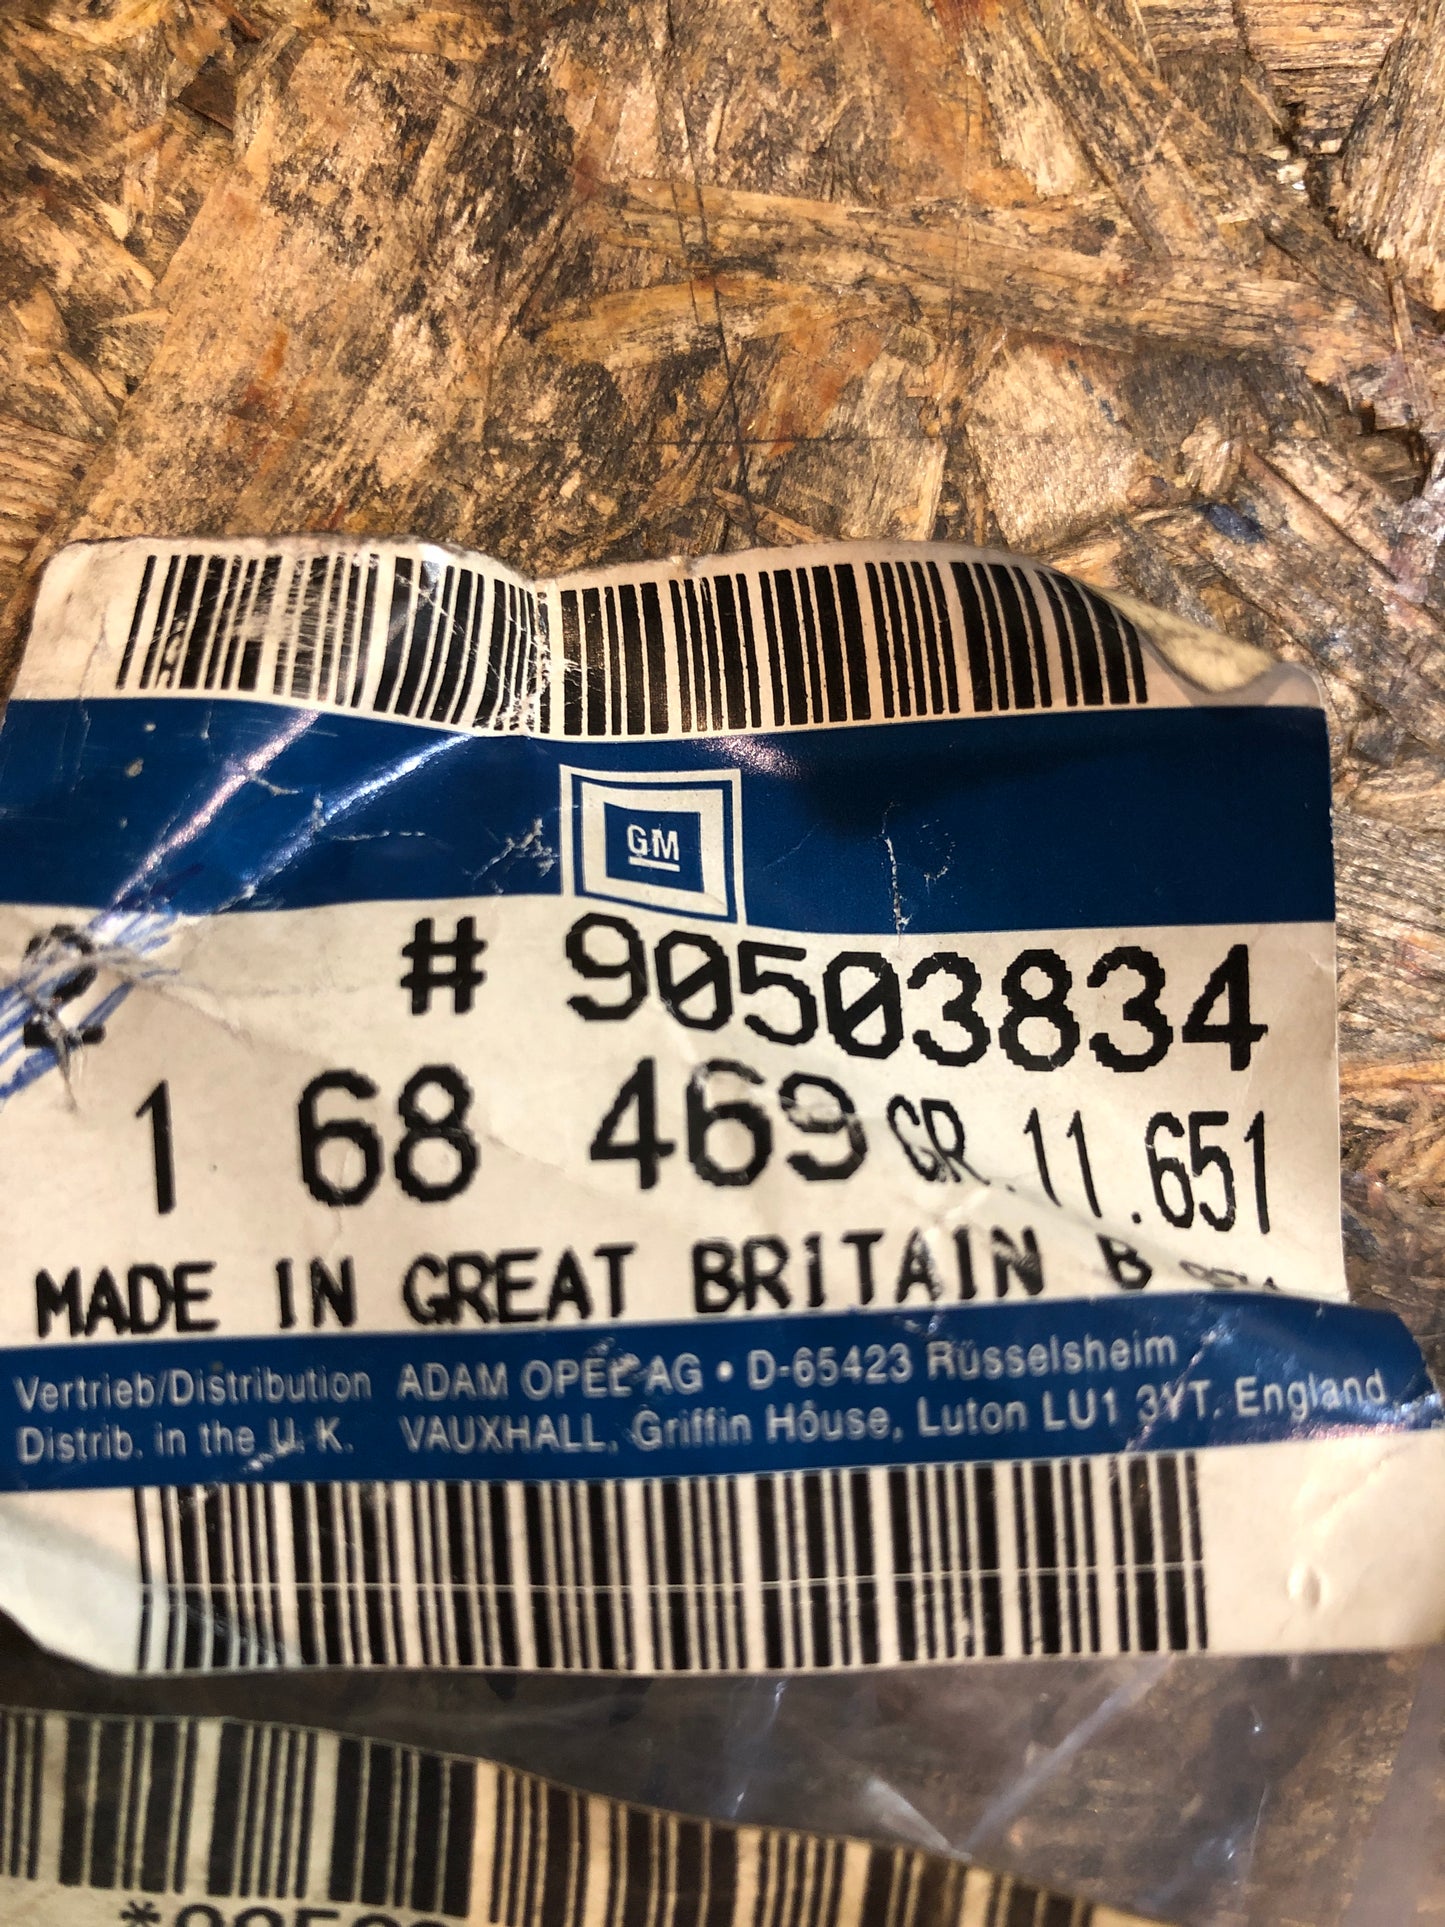 GM
# 90503834
1 68 469 GR. 11.651
MADE IN GREAT BRITAIN B
Vertrieb/Distribution ADAM OPEL AG • D-65423 Rüsselsheim
Distrib. in the U.K. VAUXHALL, Griffin House, Luton LU1 3YT. England